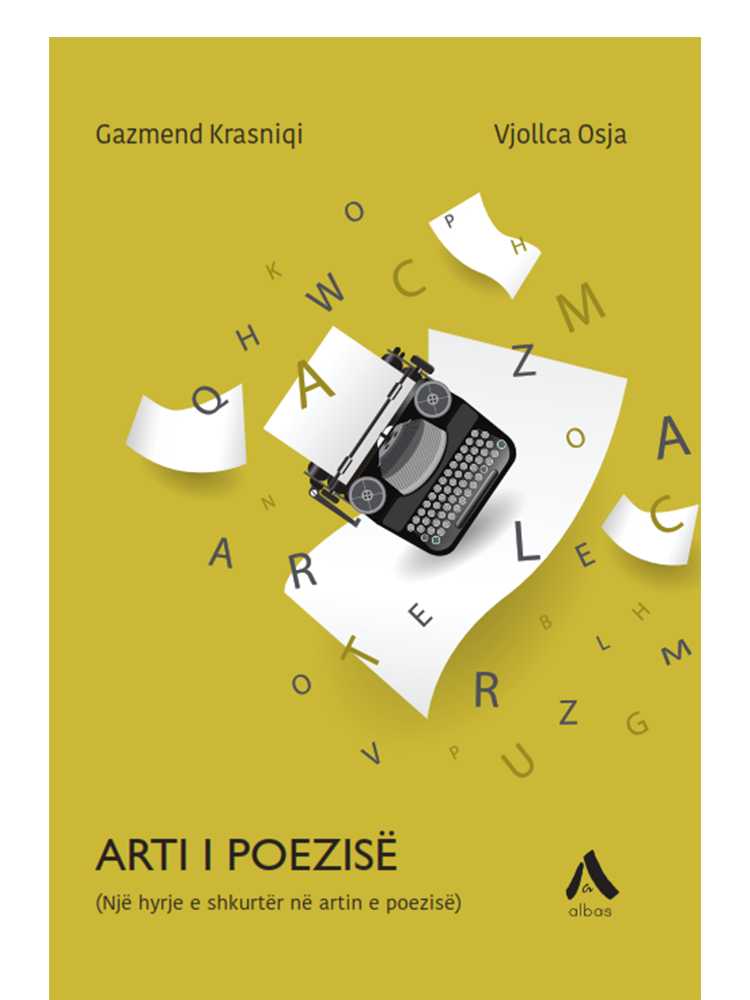 Gazmend Krasniqi Vjollca Osja
O
P
H
K
W
C
M
H
Z
A
Q
O
A
N
C
L
A
R
E
E
B
H
L
T
M
O
R
Z
G
V
P
U
ARTI I POEZISË
(Një hyrje e shkurtër në artin e poezisë)
a
albas